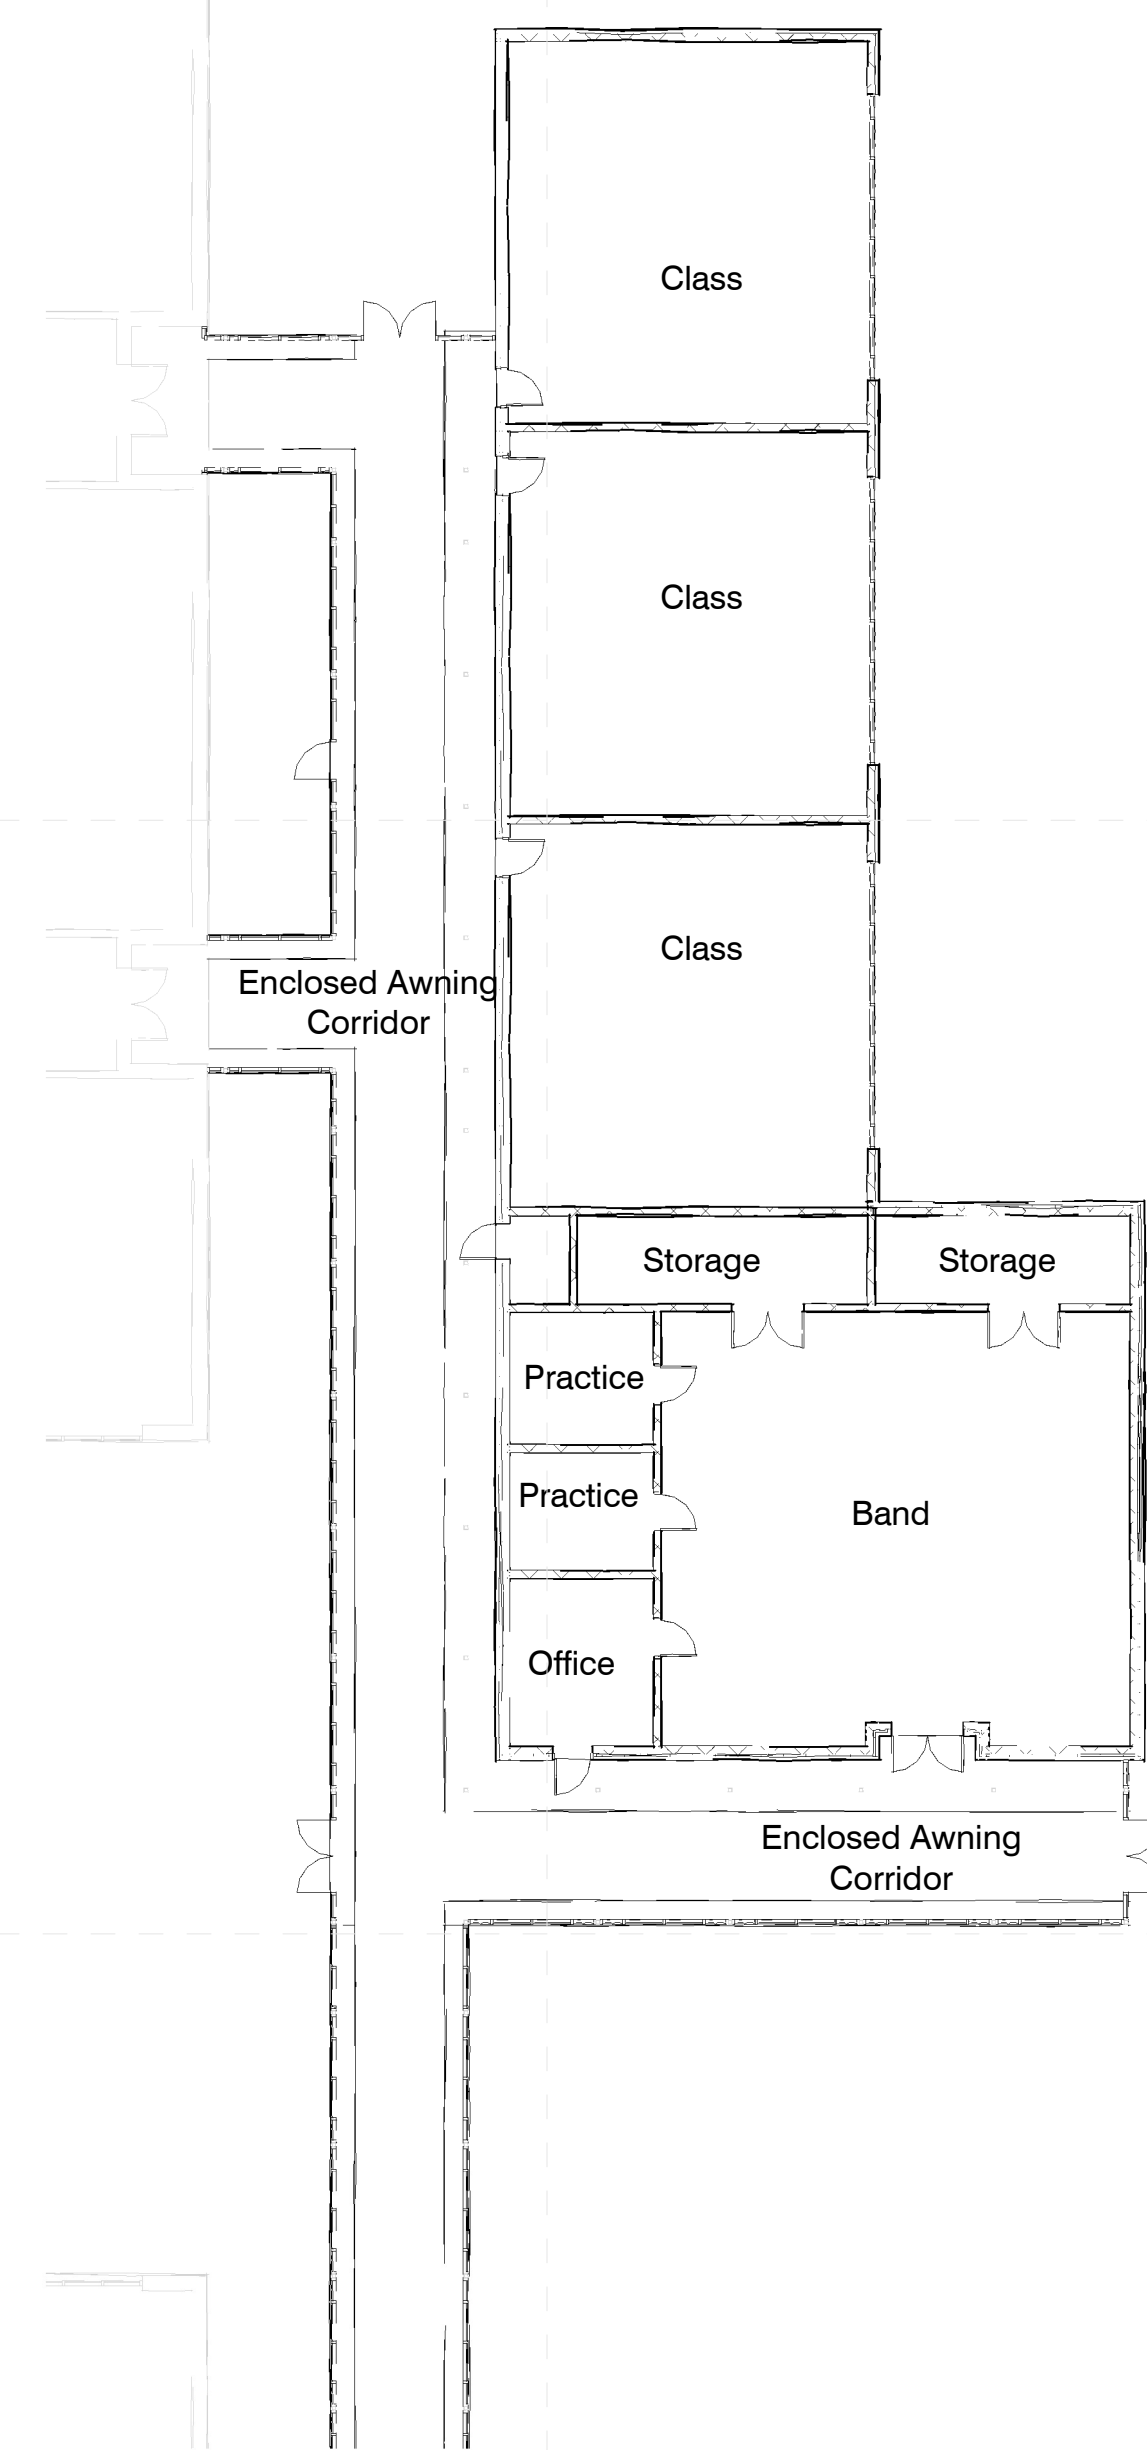 Class
Class
Class
Enclosed Awning
Corridor
Storage
Storage
Practice
Practice
Band
Office
Enclosed Awning
Corridor